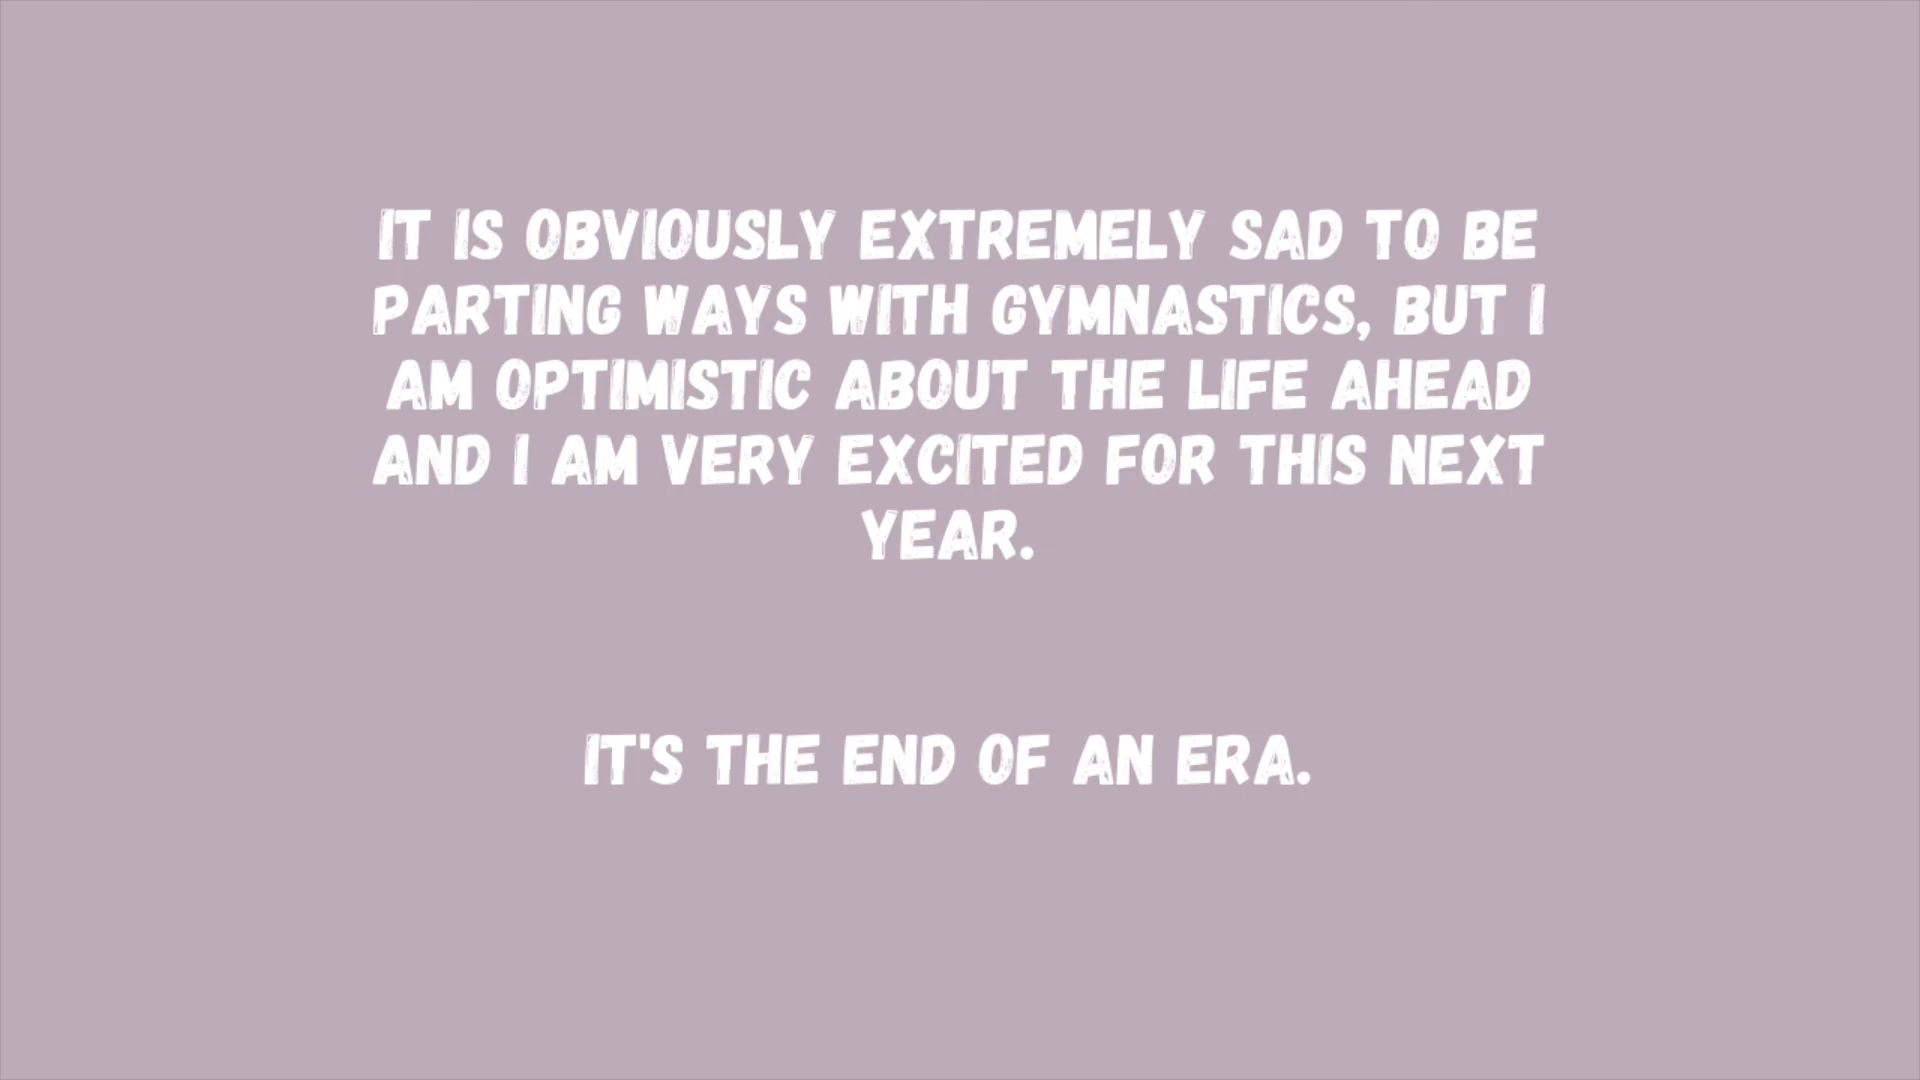 IT IS OBVIOUSLY EXTREMELY SAD TO BE
PARTING WAYS WITH GYMNASTICS, BUT I
AM OPTIMISTIC ABOUT THE LIFE AHEAD
AND I AM VERY EXCITED FOR THIS NEXT
YEAR.
IT'S THE END OF AN ERA.